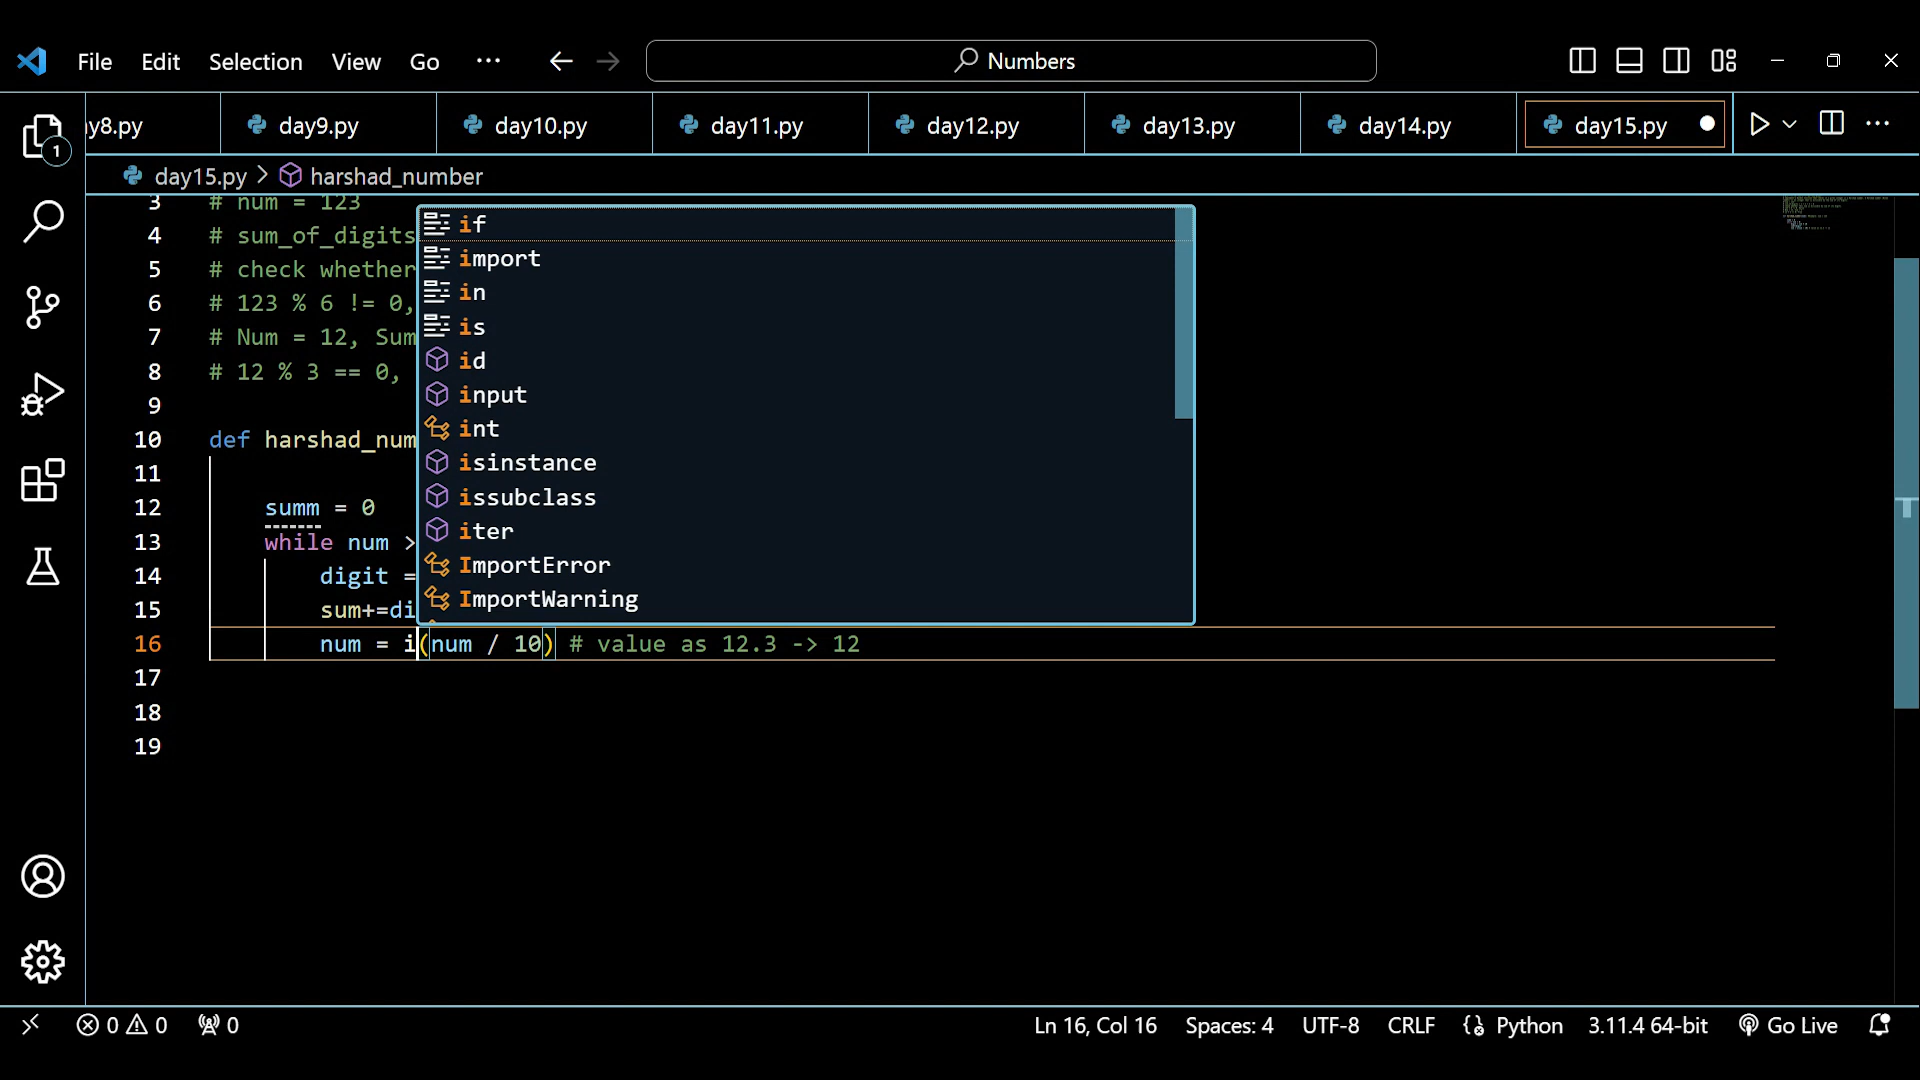 File Edit Selection View Go ··· Numbers
y8.py day9.py day10.py day11.py day12.py day13.py day14.py day15.py
day15.py > harshad_number
3 # num = 123
4 # sum_of_digits
5 # check whether
6 # 123 % 6 != 0,
7 # Num = 12, Sum
8 # 12 % 3 == 0,
9
10 def harshad_num
11
12 summ = 0
13 while num >
14 digit =
15 sum+=di
16 num = i(num / 10) # value as 12.3 -> 12
17
18
19
if
import
in
is
id
input
int
isinstance
issubclass
iter
ImportError
ImportWarning
1
0 0 0 Ln 16, Col 16 Spaces: 4 UTF-8 CRLF Python 3.11.4 64-bit Go Live